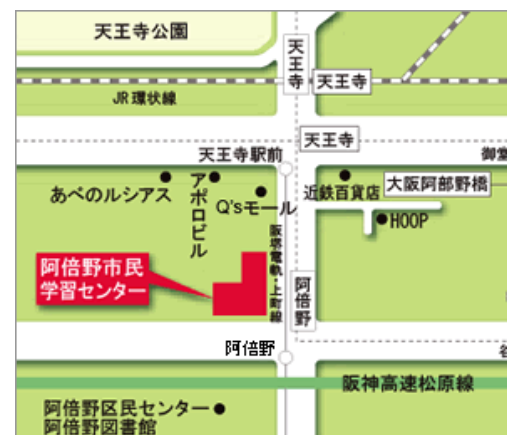 天王寺公園
天王寺
天王寺
JR環状線
天王寺
天王寺駅前
御堂
あべのルシアス
アポロビル
Q'sモール
近鉄百貨店
大阪阿部野橋
HOOP
阪堺電軌・上町線
阿倍野市民
学習センター
阿倍野
阿倍野
谷
阪神高速松原線
阿倍野区民センター
阿倍野図書館